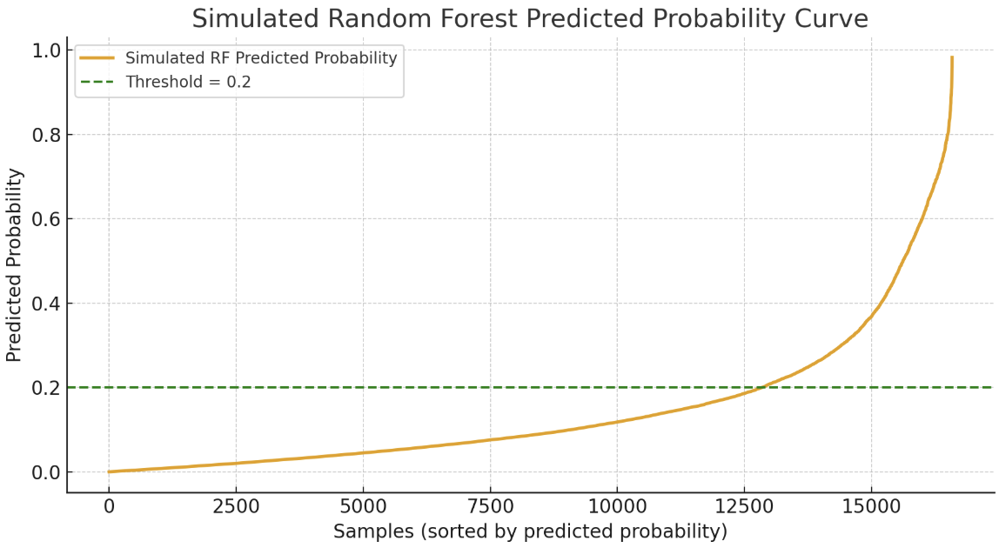 Simulated Random Forest Predicted Probability Curve
Simulated RF Predicted Probability
Threshold = 0.2
Predicted Probability
1.0
0.8
0.6
0.4
0.2
0.0
0 2500 5000 7500 10000 12500 15000
Samples (sorted by predicted probability)